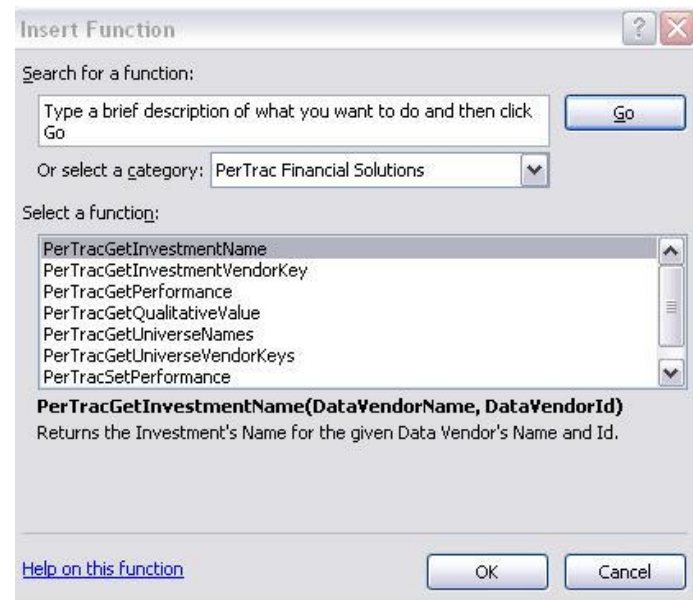 Insert Function
?
Search for a function:
Type a brief description of what you want to do and then click
Go
Go
Or select a category: PerTrac Financial Solutions
Select a function:
PerTracGetInvestmentName
PerTracGetInvestmentVendorKey
PerTracGetPerformance
PerTracGetQualitativeValue
PerTracGetUniverseNames
PerTracGetUniverseVendorKeys
PerTracSetPerformance
PerTracGetInvestmentName(DataVendorName, DataVendorId)
Returns the Investment's Name for the given Data Vendor's Name and Id.
Help on this function
OK
Cancel